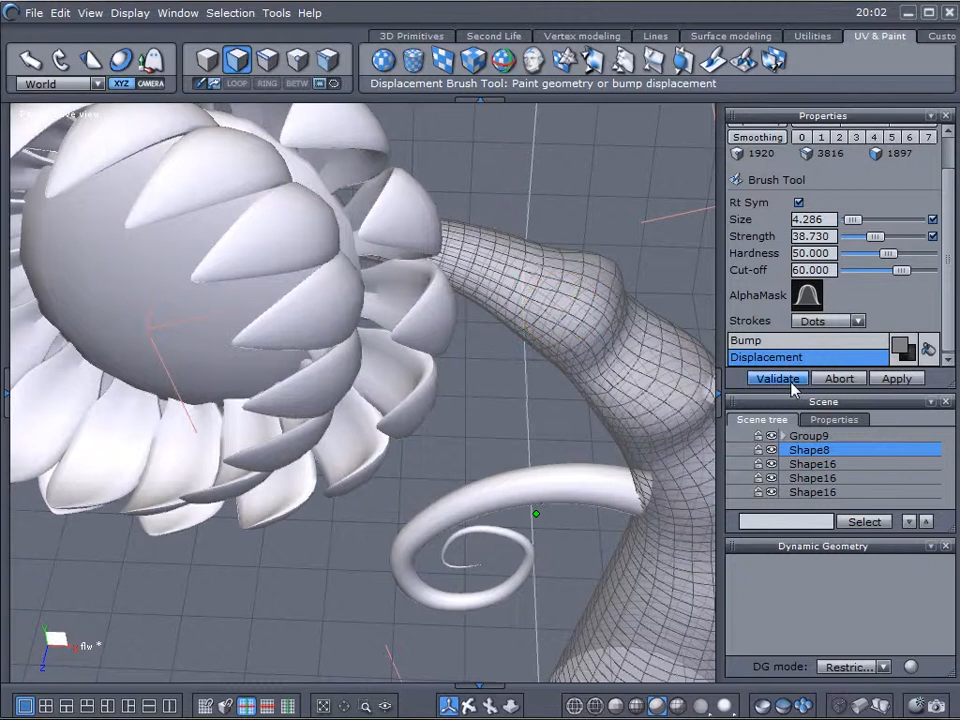 File Edit View Display Window Selection Tools Help 20:02
3D Primitives Second Life Vertex modeling Lines Surface modeling Utilities UV & Paint Custo
World XYZ CAMERA LOOP RING BETW Displacement Brush Tool: Paint geometry or bump displacement
Properties
Smoothing 0 1 2 3 4 5 6 7
1920 3816 1897
Brush Tool
Rt Sym
Size 4.286
Strength 38.730
Hardness 50.000
Cut-off 60.000
AlphaMask
Strokes Dots
Bump
Displacement
Validate Abort Apply
Scene
Scene tree Properties
Group9
Shape8
Shape16
Shape16
Shape16
Select
Dynamic Geometry
DG mode: Restric...
flw *